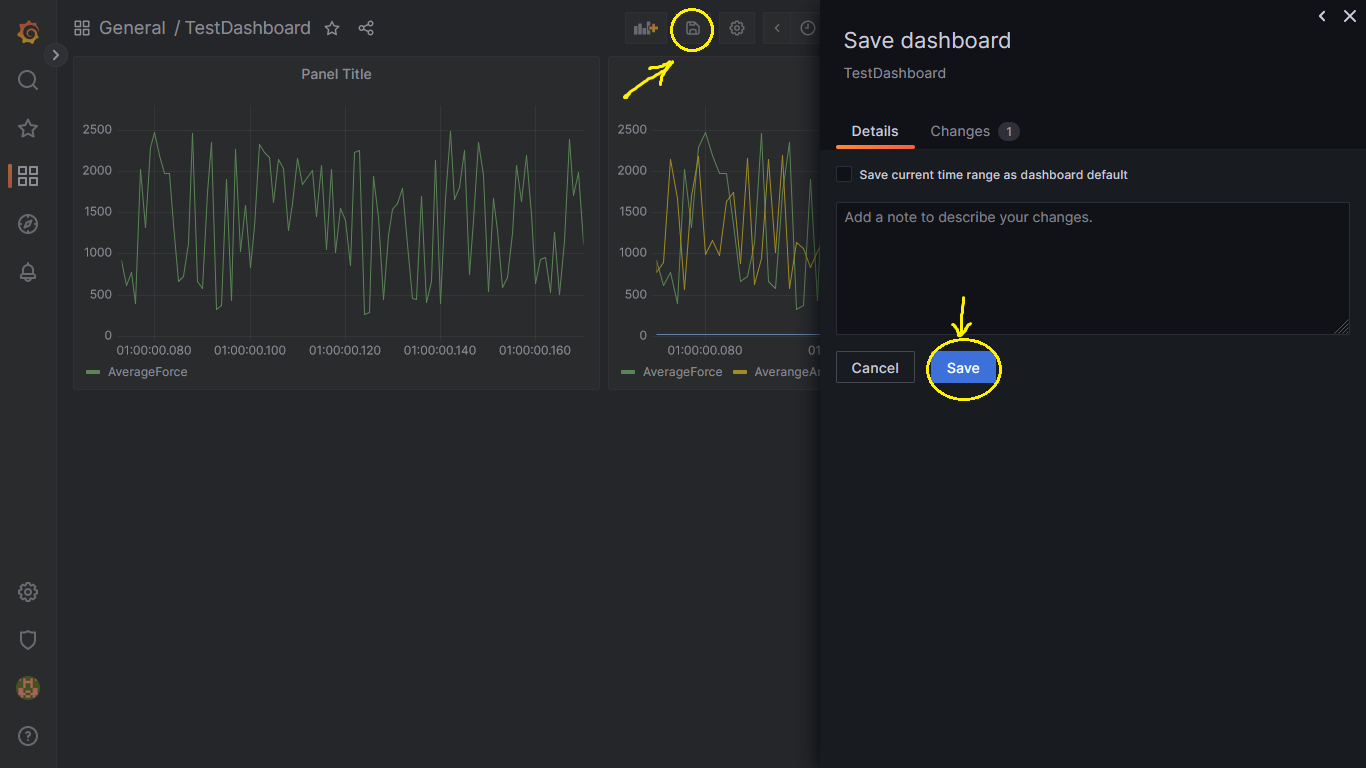 General / TestDashboard
Panel Title
2500
2000
1500
1000
500
0
01:00:00.080 01:00:00.100 01:00:00.120 01:00:00.140 01:00:00.160
AverageForce
2500
2000
1500
1000
500
0
01:00:00.080
AverageForce
Save dashboard
TestDashboard
Details Changes 1
Save current time range as dashboard default
Add a note to describe your changes.
Cancel Save